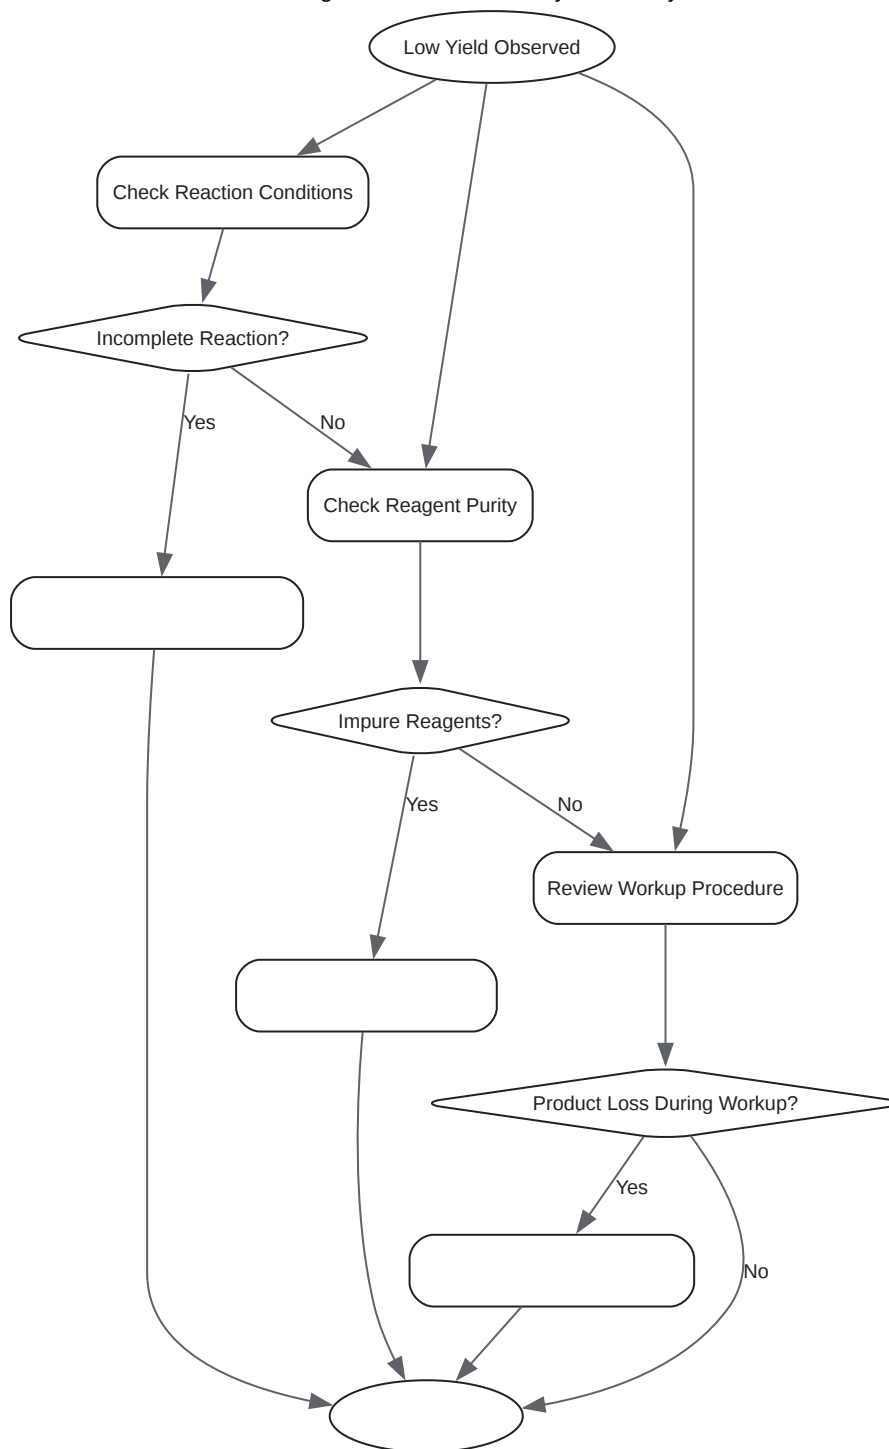 Low Yield Observed
Check Reaction Conditions
Incomplete Reaction?
Yes
No
Check Reagent Purity
Impure Reagents?
Yes
No
Review Workup Procedure
Product Loss During Workup?
Yes
No